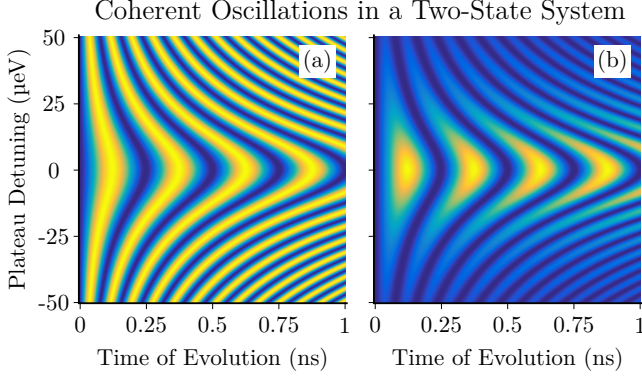 Coherent Oscillations in a Two-State System
Plateau Detuning (µeV)
50
25
0
-25
-50
(a)
(b)
0 0.25 0.5 0.75 1
0 0.25 0.5 0.75 1
Time of Evolution (ns)
Time of Evolution (ns)